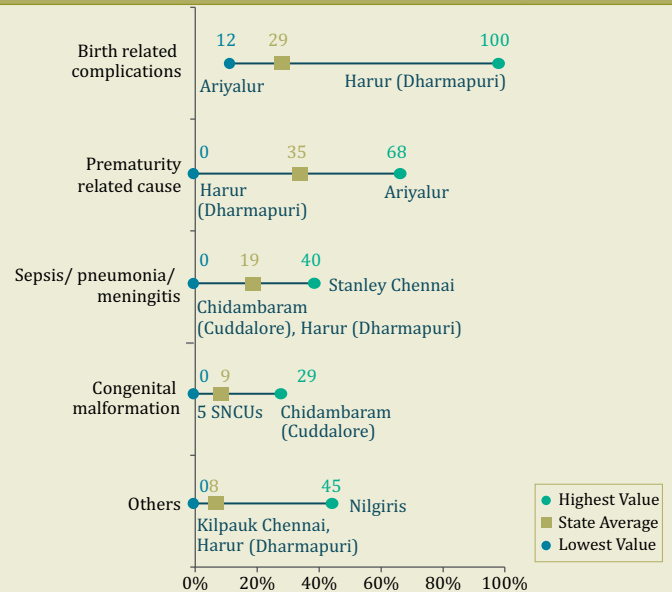 12 29 100
Birth related
complications
Ariyalur Harur (Dharmapuri)
0 35 68
Prematurity
related cause
Harur
(Dharmapuri)
Ariyalur
0 19 40
Sepsis/ pneumonia/
meningitis
Stanley Chennai
Chidambaram
(Cuddalore), Harur (Dharmapuri)
0 9 29
Congenital
malformation
5 SNCUs
Chidambaram
(Cuddalore)
0 8 45
Others
Nilgiris
Kilpauk Chennai,
Harur (Dharmapuri)
Highest Value
State Average
Lowest Value
0% 20% 40% 60% 80% 100%